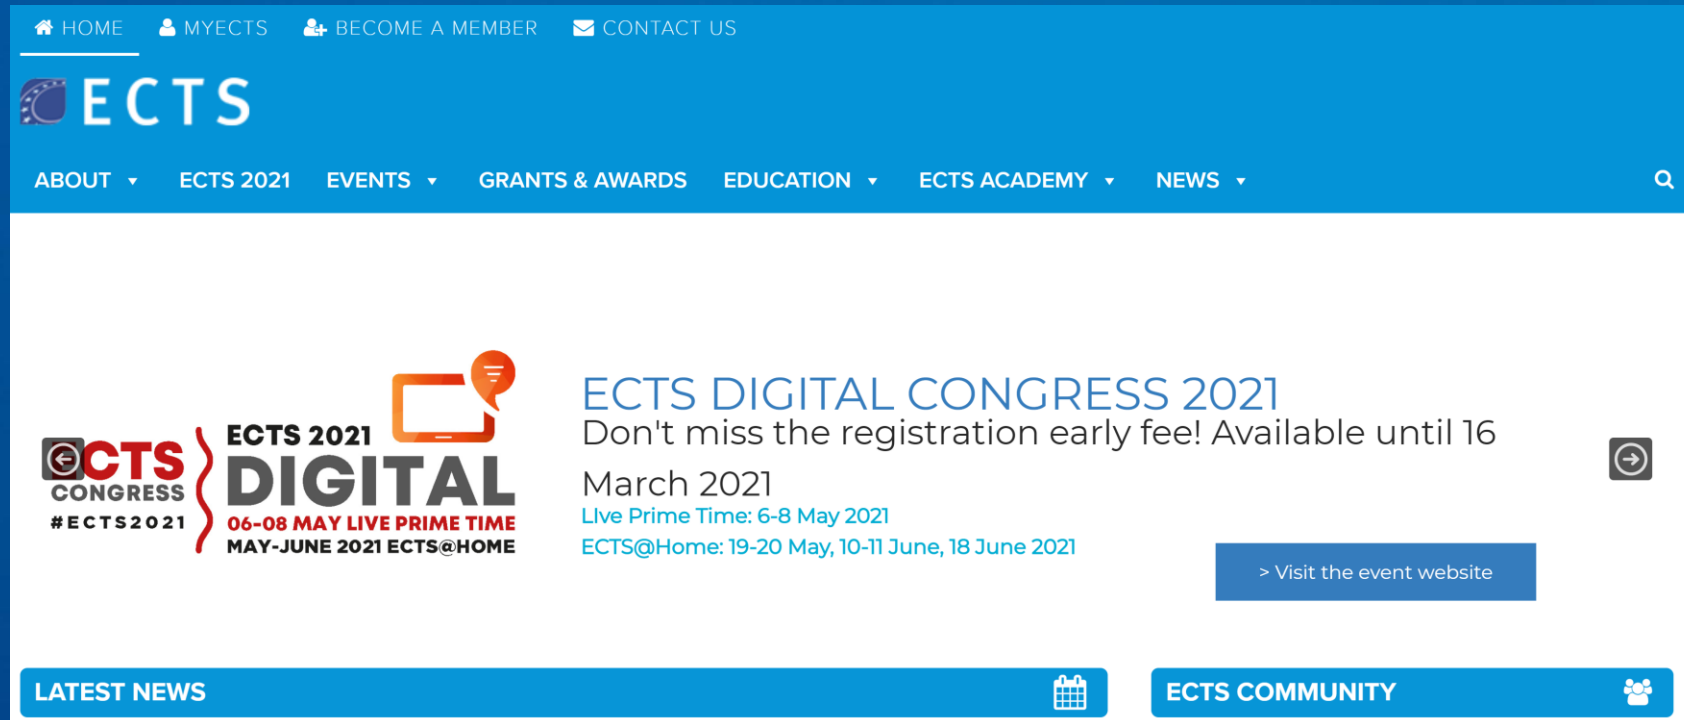 HOME MYECTS BECOME A MEMBER CONTACT US
ECTS
ABOUT ECTS 2021 EVENTS GRANTS & AWARDS EDUCATION ECTS ACADEMY NEWS
ECTS
CONGRESS
#ECTS2021
ECTS 2021
DIGITAL
06-08 MAY LIVE PRIME TIME
MAY-JUNE 2021 ECTS@HOME
ECTS DIGITAL CONGRESS 2021
Don't miss the registration early fee! Available until 16
March 2021
LIve Prime Time: 6-8 May 2021
ECTS@Home: 19-20 May, 10-11 June, 18 June 2021
> Visit the event website
LATEST NEWS
ECTS COMMUNITY